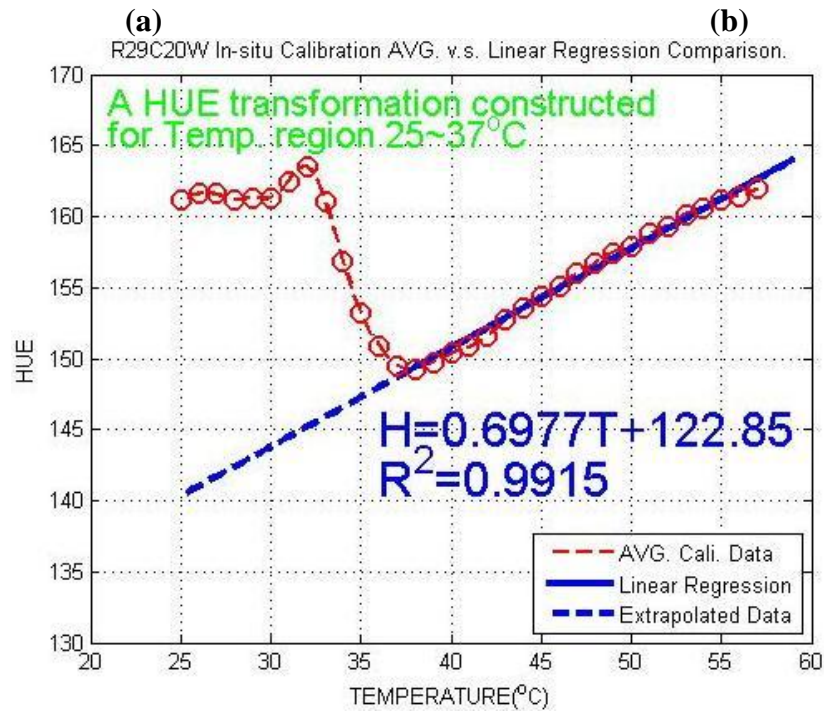 (a) (b)
R29C20W In-situ Calibration AVG. v.s. Linear Regression Comparison.
170
A HUE transformation constructed
for Temp. region 25~37°C
165
160
155
150
145
140
135
130
HUE
H=0.6977T+122.85
R²=0.9915
AVG. Cali. Data
Linear Regression
Extrapolated Data
20 25 30 35 40 45 50 55 60
TEMPERATURE(°C)